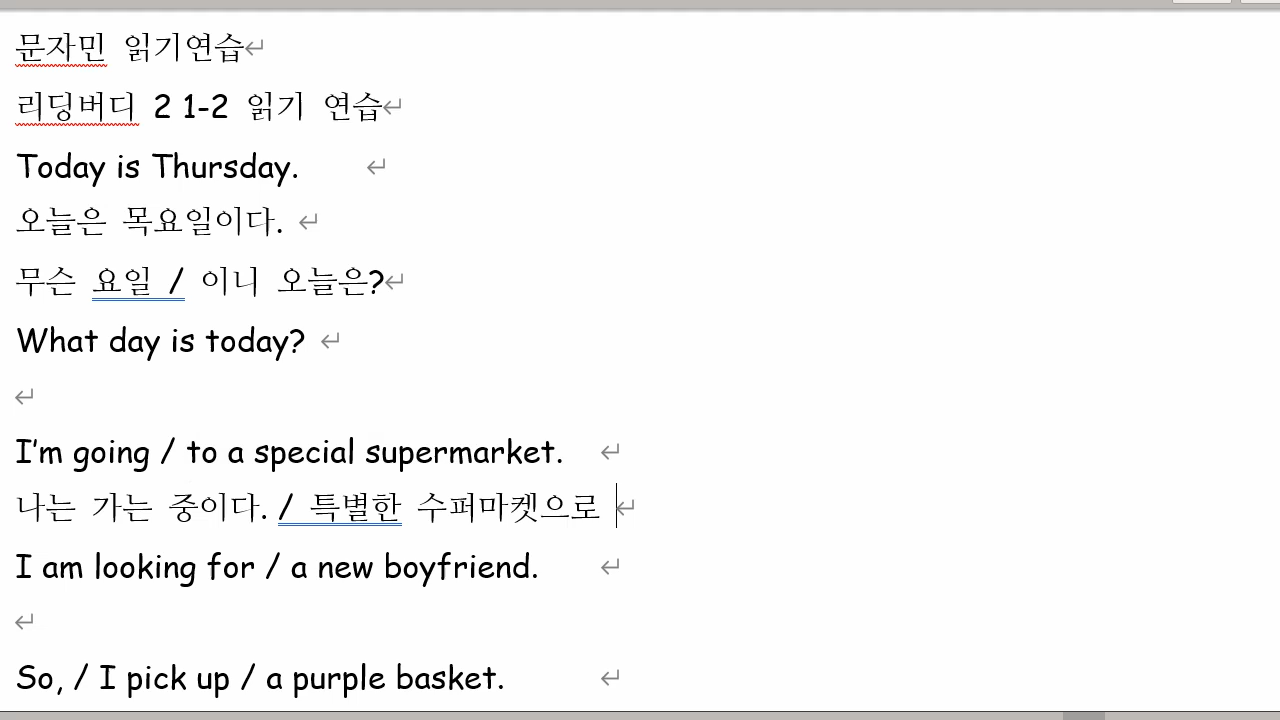 문자민 읽기연습
리딩버디 2 1-2 읽기 연습
Today is Thursday.
오늘은 목요일이다.
무슨 요일 / 이니 오늘은?
What day is today?
I'm going / to a special supermarket.
나는 가는 중이다. / 특별한 수퍼마켓으로
I am looking for / a new boyfriend.
So, / I pick up / a purple basket.